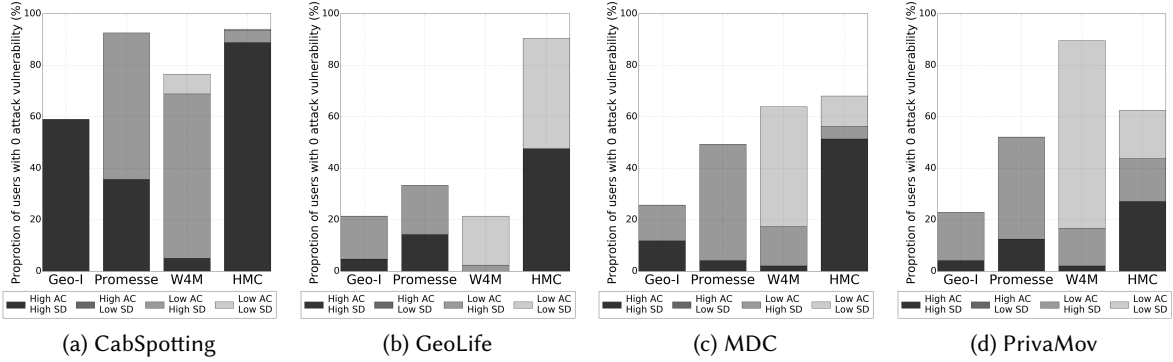 Proprotion of users with 0 attack vulnerability (%)
100
80
60
40
20
0
Geo-I Promesse W4M HMC
High AC High AC Low AC Low AC
High SD Low SD High SD Low SD
(a) CabSpotting
Proprotion of users with 0 attack vulnerability (%)
100
80
60
40
20
0
Geo-I Promesse W4M HMC
High AC High AC Low AC Low AC
High SD Low SD High SD Low SD
(b) GeoLife
Proprotion of users with 0 attack vulnerability (%)
100
80
60
40
20
0
Geo-I Promesse W4M HMC
High AC High AC Low AC Low AC
High SD Low SD High SD Low SD
(c) MDC
Proprotion of users with 0 attack vulnerability (%)
100
80
60
40
20
0
Geo-I Promesse W4M HMC
High AC High AC Low AC Low AC
High SD Low SD High SD Low SD
(d) PrivaMov